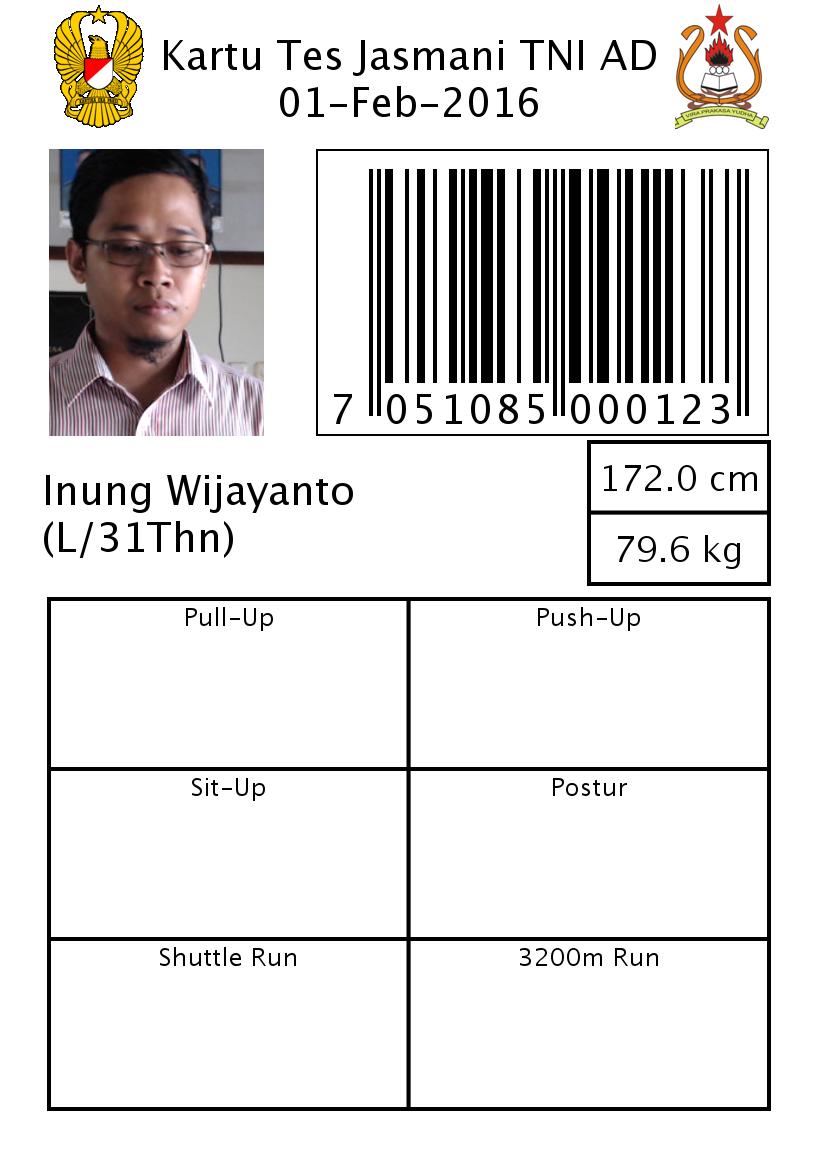 Kartu Tes Jasmani TNI AD
01-Feb-2016
VIRA PRAKASA YUDHA
7 051085 000123
172.0 cm
Inung Wijayanto
(L/31Thn)
79.6 kg
Pull-Up
Push-Up
Sit-Up
Postur
Shuttle Run
3200m Run